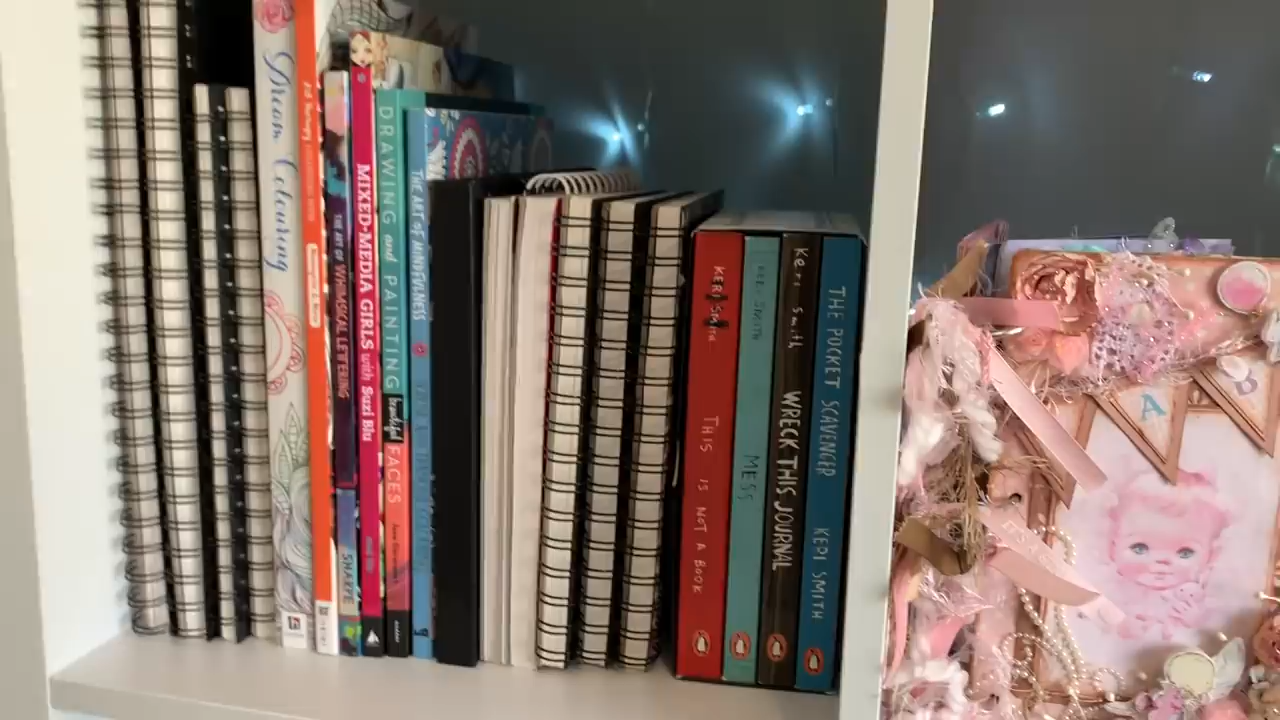 Dream Colouring
THE ART OF WHIMSICAL LETTERING
SHARPE
MIXED-MEDIA GIRLS with Suzi Blu
DRAWING and PAINTING beautiful FACES
THE ART OF MINDFULNESS
KERI Smith THIS IS NOT A BOOK
KERI SMITH MESS
Keri Smith WRECK THIS JOURNAL
THE POCKET SCAVENGER KERI SMITH
A B